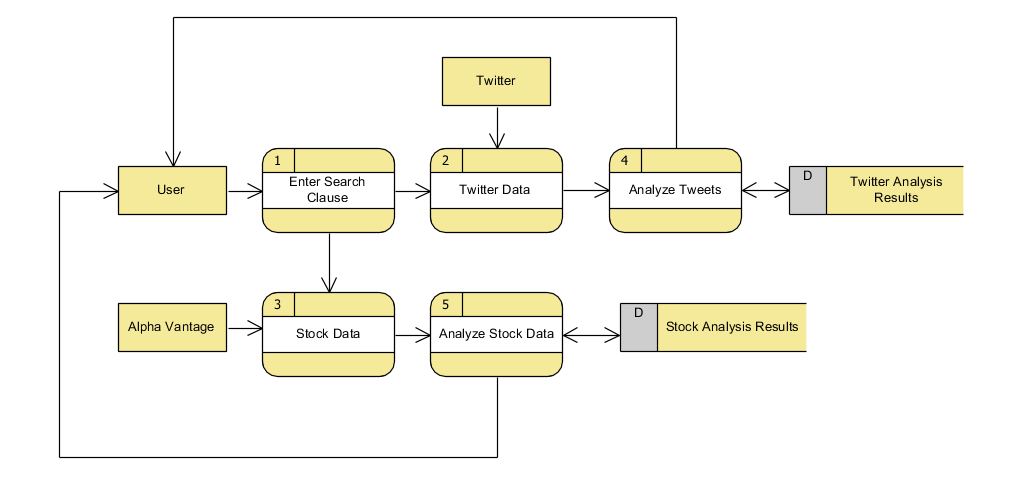 Twitter
1
2
4
User
Enter Search
Clause
Twitter Data
Analyze Tweets
D
Twitter Analysis
Results
3
5
Alpha Vantage
Stock Data
Analyze Stock Data
D
Stock Analysis Results